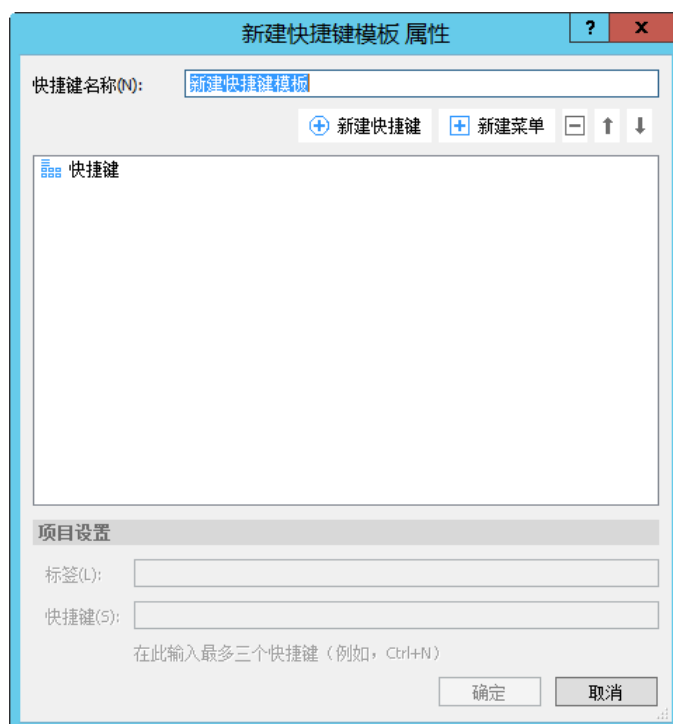 新建快捷键模板 属性
? x
快捷键名称(N): 新建快捷键模板
新建快捷键 新建菜单
快捷键
项目设置
标签(L):
快捷键(S):
在此输入最多三个快捷键（例如，Ctrl+N）
确定 取消